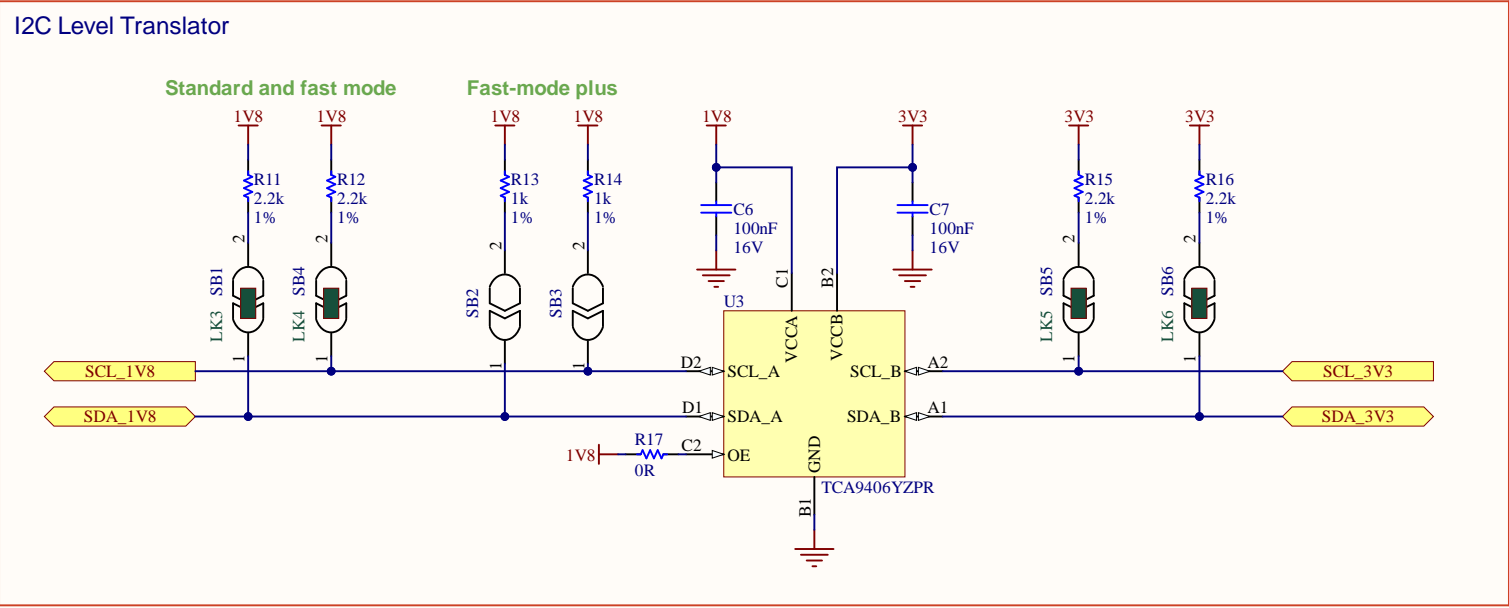 I2C Level Translator
Standard and fast mode
Fast-mode plus
1V8
1V8
1V8
1V8
1V8
3V3
3V3
3V3
R11
2.2k
1%
R12
2.2k
1%
R13
1k
1%
R14
1k
1%
C6
100nF
16V
C7
100nF
16V
R15
2.2k
1%
R16
2.2k
1%
2
SB1
LK3
1
2
SB4
LK4
1
2
SB2
1
2
SB3
1
2
SB5
LK5
1
2
SB6
LK6
1
U3
C1
VCCA
B2
VCCB
SCL_1V8
D2
SCL_A
SCL_B
A2
SCL_3V3
SDA_1V8
D1
SDA_A
SDA_B
A1
SDA_3V3
1V8
R17
0R
C2
OE
GND
B1
TCA9406YZPR